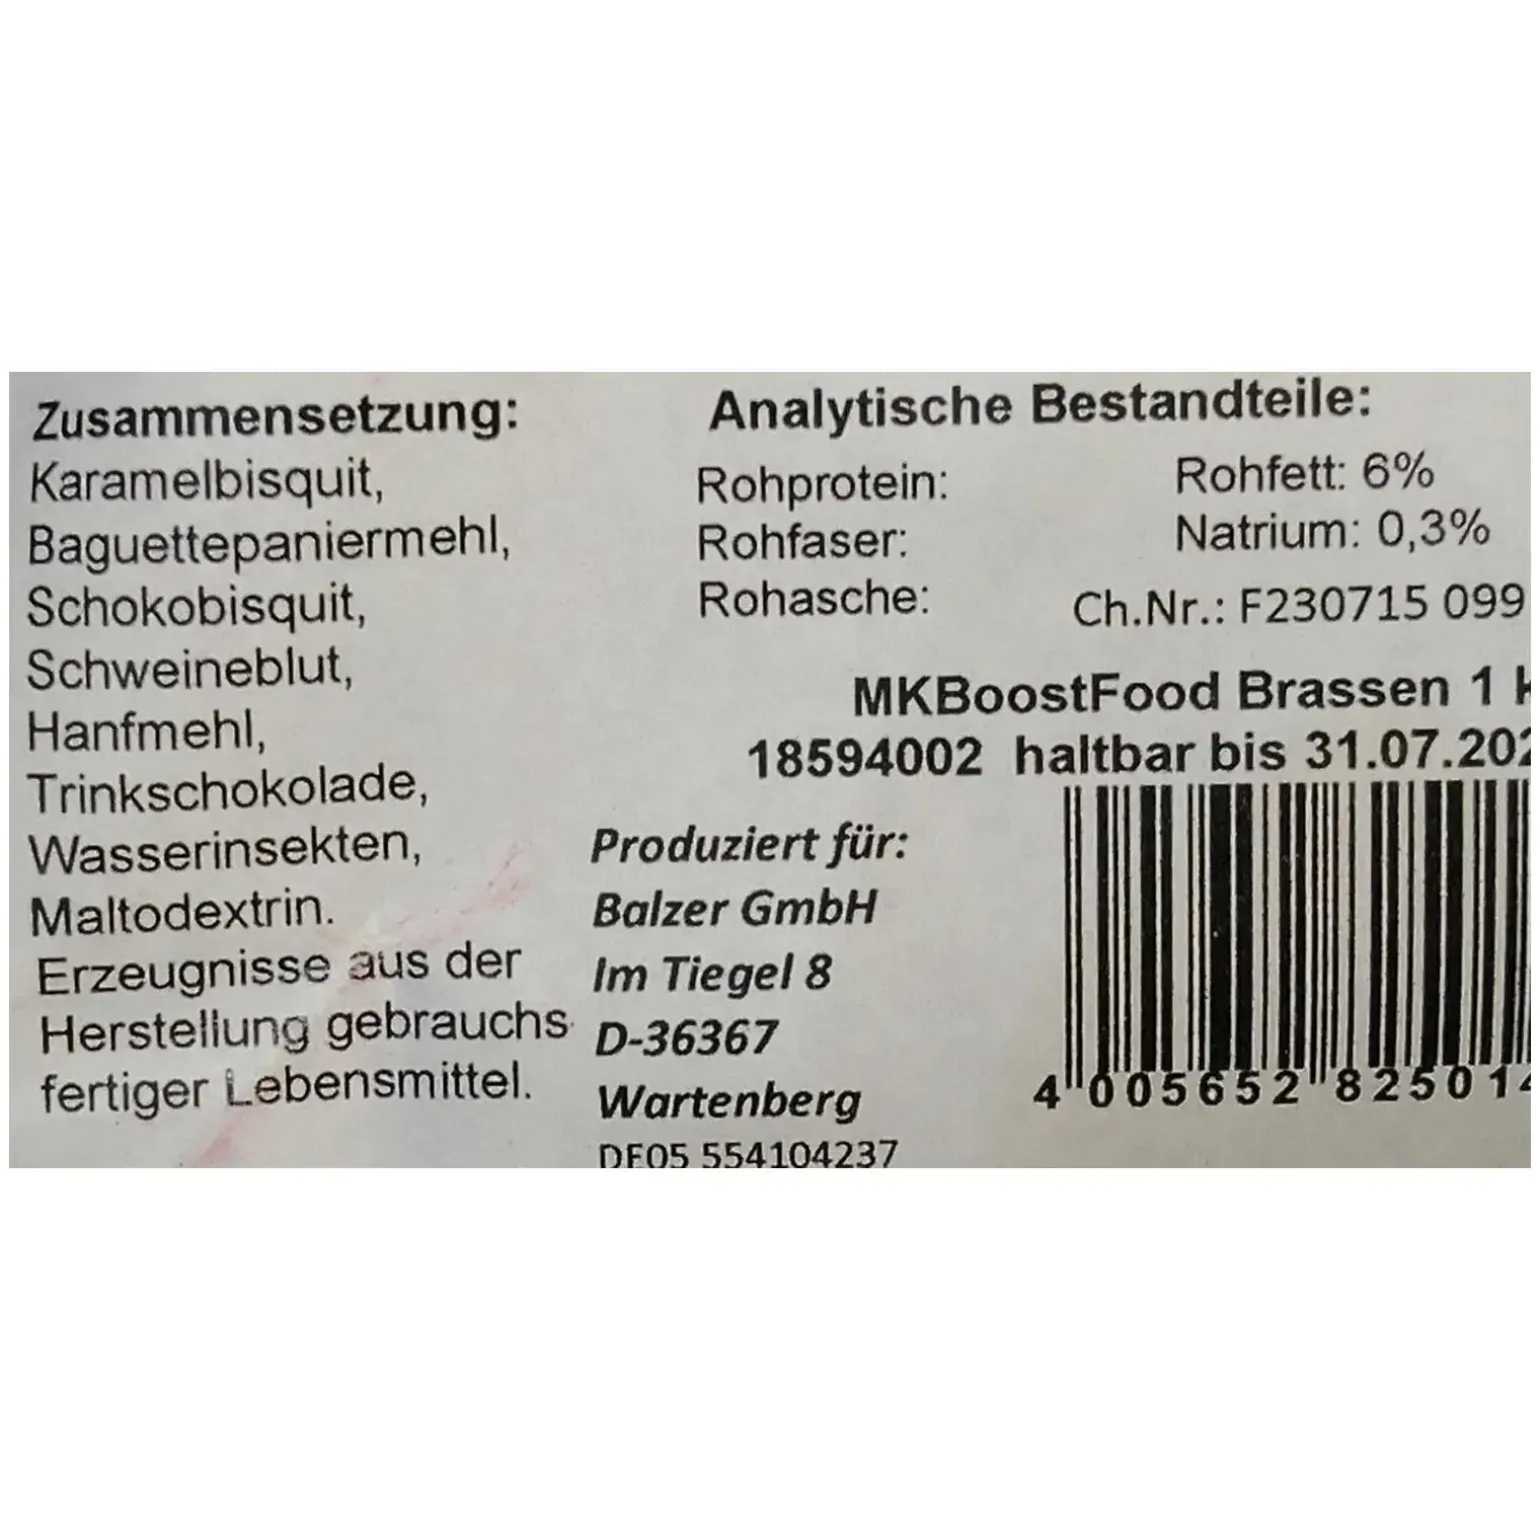 Zusammensetzung:
Karamelbisquit,
Baguettepaniermehl,
Schokobisquit,
Schweineblut,
Hanfmehl,
Trinkschokolade,
Wasserinsekten,
Maltodextrin.
Erzeugnisse aus der
Herstellung gebrauchs
fertiger Lebensmittel.
Analytische Bestandteile:
Rohprotein: Rohfett: 6%
Rohfaser: Natrium: 0,3%
Rohasche: Ch.Nr.: F230715 099
MKBoostFood Brassen 1
18594002 haltbar bis 31.07.202
Produziert für:
Balzer GmbH
Im Tiegel 8
D-36367
Wartenberg
DE05 554104237
4 005652 82501